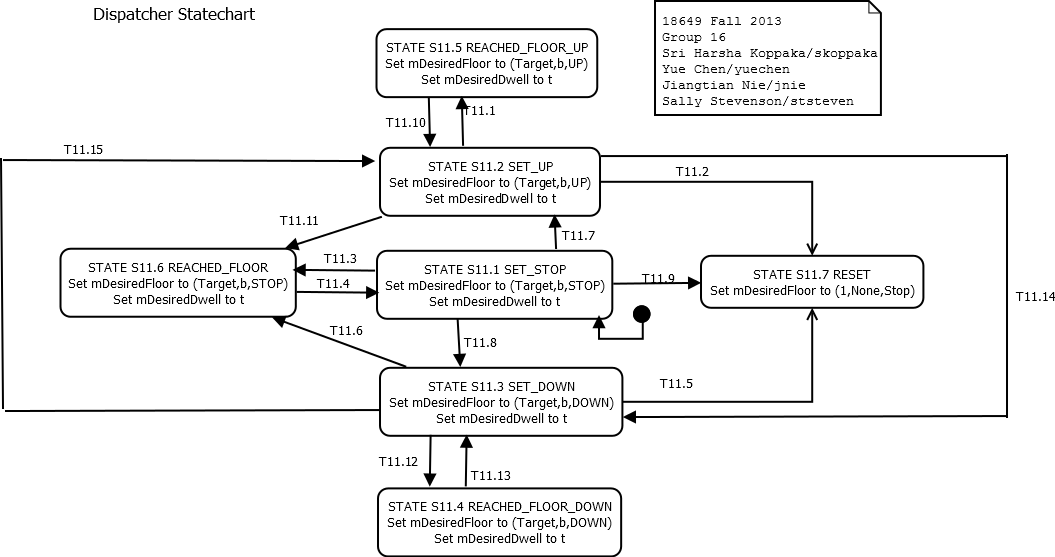 Dispatcher Statechart
18649 Fall 2013
Group 16
Sri Harsha Koppaka/skoppaka
Yue Chen/yuechen
Jiangtian Nie/jnie
Sally Stevenson/ststeven
STATE S11.5 REACHED_FLOOR_UP
Set mDesiredFloor to (Target,b,UP)
Set mDesiredDwell to t
T11.10
T11.1
T11.15
STATE S11.2 SET_UP
Set mDesiredFloor to (Target,b,UP)
Set mDesiredDwell to t
T11.2
T11.11
T11.7
STATE S11.6 REACHED_FLOOR
Set mDesiredFloor to (Target,b,STOP)
Set mDesiredDwell to t
T11.3
T11.4
STATE S11.1 SET_STOP
Set mDesiredFloor to (Target,b,STOP)
Set mDesiredDwell to t
T11.9
STATE S11.7 RESET
Set mDesiredFloor to (1,None,Stop)
T11.14
T11.6
T11.8
STATE S11.3 SET_DOWN
Set mDesiredFloor to (Target,b,DOWN)
Set mDesiredDwell to t
T11.5
T11.12
T11.13
STATE S11.4 REACHED_FLOOR_DOWN
Set mDesiredFloor to (Target,b,DOWN)
Set mDesiredDwell to t